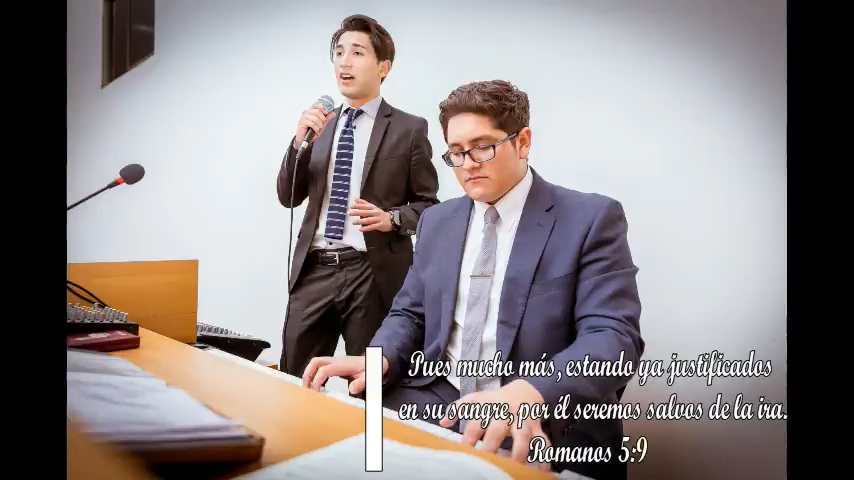 Pues mucho más, estando ya justificados
en su sangre, por él seremos salvos de la ira.
Romanos 5:9